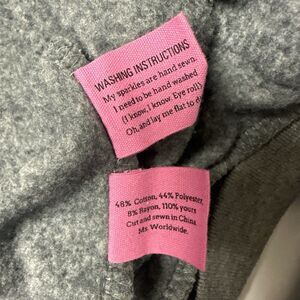 WASHING INSTRUCTIONS
My sparkles are hand sewn.
I need to be hand washed
(I know, I know. Eye roll)
Oh, and lay me flat to d
48% Cotton, 44% Polyester,
8% Rayon, 110% yours
Cut and sewn in China
Ms. Worldwide.